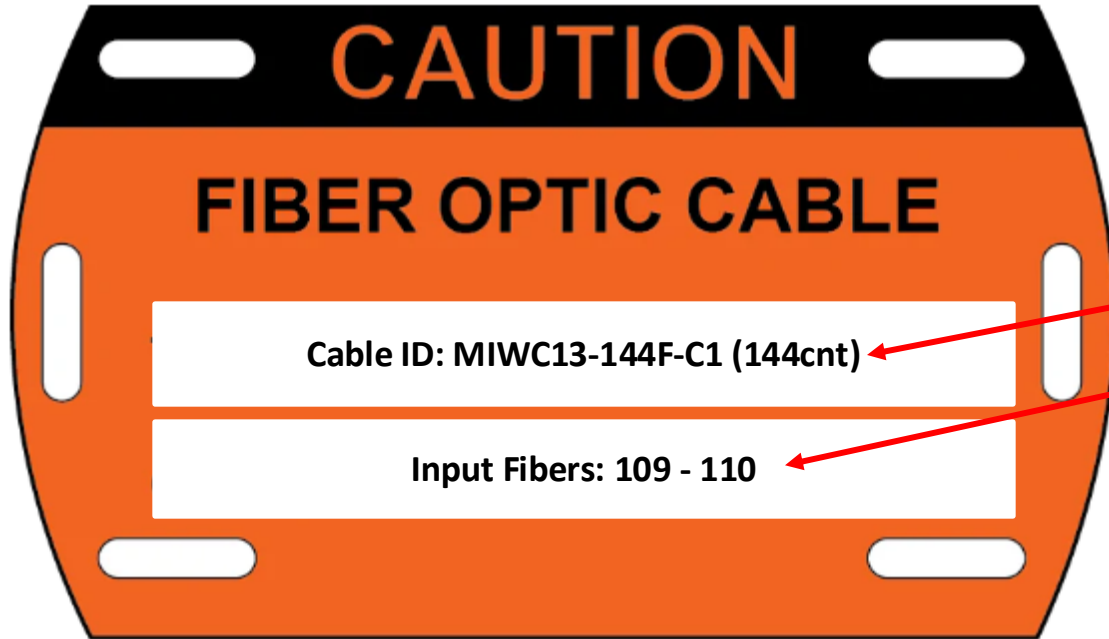 CAUTION
FIBER OPTIC CABLE
Cable ID: MIWC13-144F-C1 (144cnt)
Input Fibers: 109 - 110